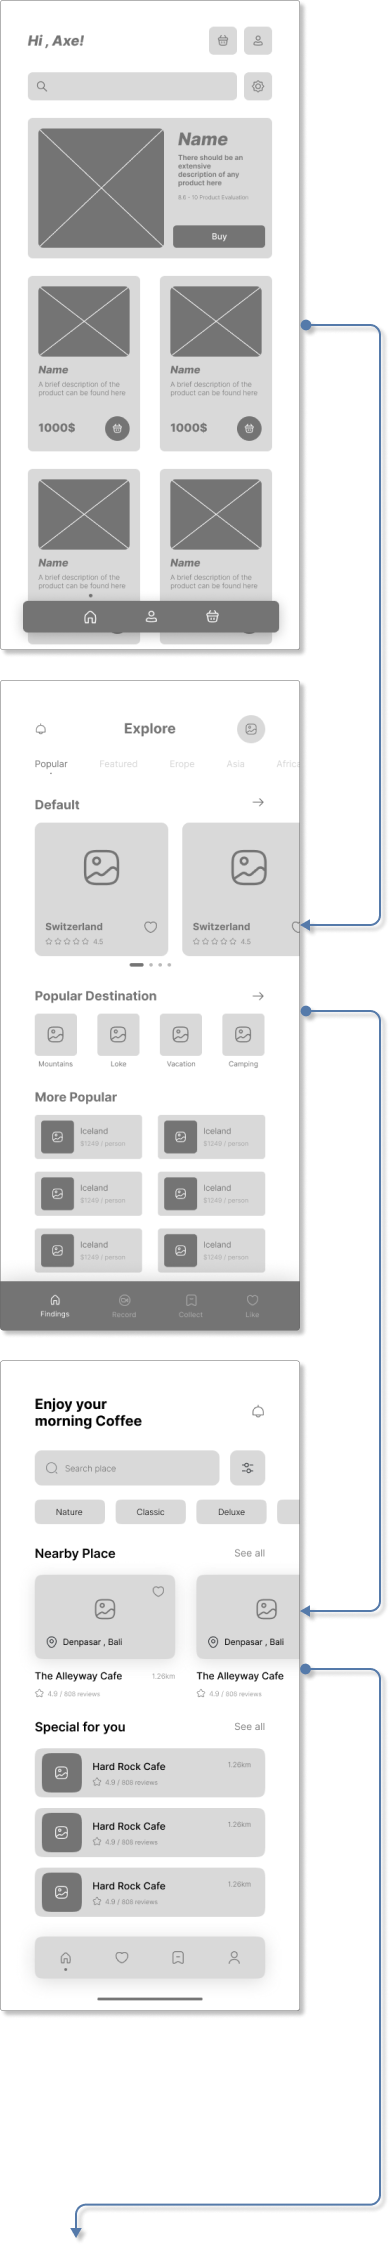 Hi , Axe!
Name
There should be an
extensive
description of any
product here
8.6 - 10 Product Evaluation
Buy
Name
A brief description of the
product can be found here
1000$
Name
A brief description of the
product can be found here
1000$
Name
A brief description of the
product can be found here
Name
A brief description of the
product can be found here
Explore
Popular Featured Erope Asia Africa
Default
Switzerland
4.5
Switzerland
4.5
Popular Destination
Mountains Loke Vacation Camping
More Popular
Iceland
$1249 / person
Iceland
$1249 / person
Iceland
$1249 / person
Iceland
$1249 / person
Iceland
$1249 / person
Iceland
$1249 / person
Findings Record Collect Like
Enjoy your
morning Coffee
Search place
Nature Classic Deluxe
Nearby Place See all
Denpasar , Bali
Denpasar , Bali
The Alleyway Cafe 1.26km
4.9 / 808 reviews
The Alleyway Cafe
4.9 / 808 reviews
Special for you See all
Hard Rock Cafe 1.26km
4.9 / 808 reviews
Hard Rock Cafe 1.26km
4.9 / 808 reviews
Hard Rock Cafe 1.26km
4.9 / 808 reviews